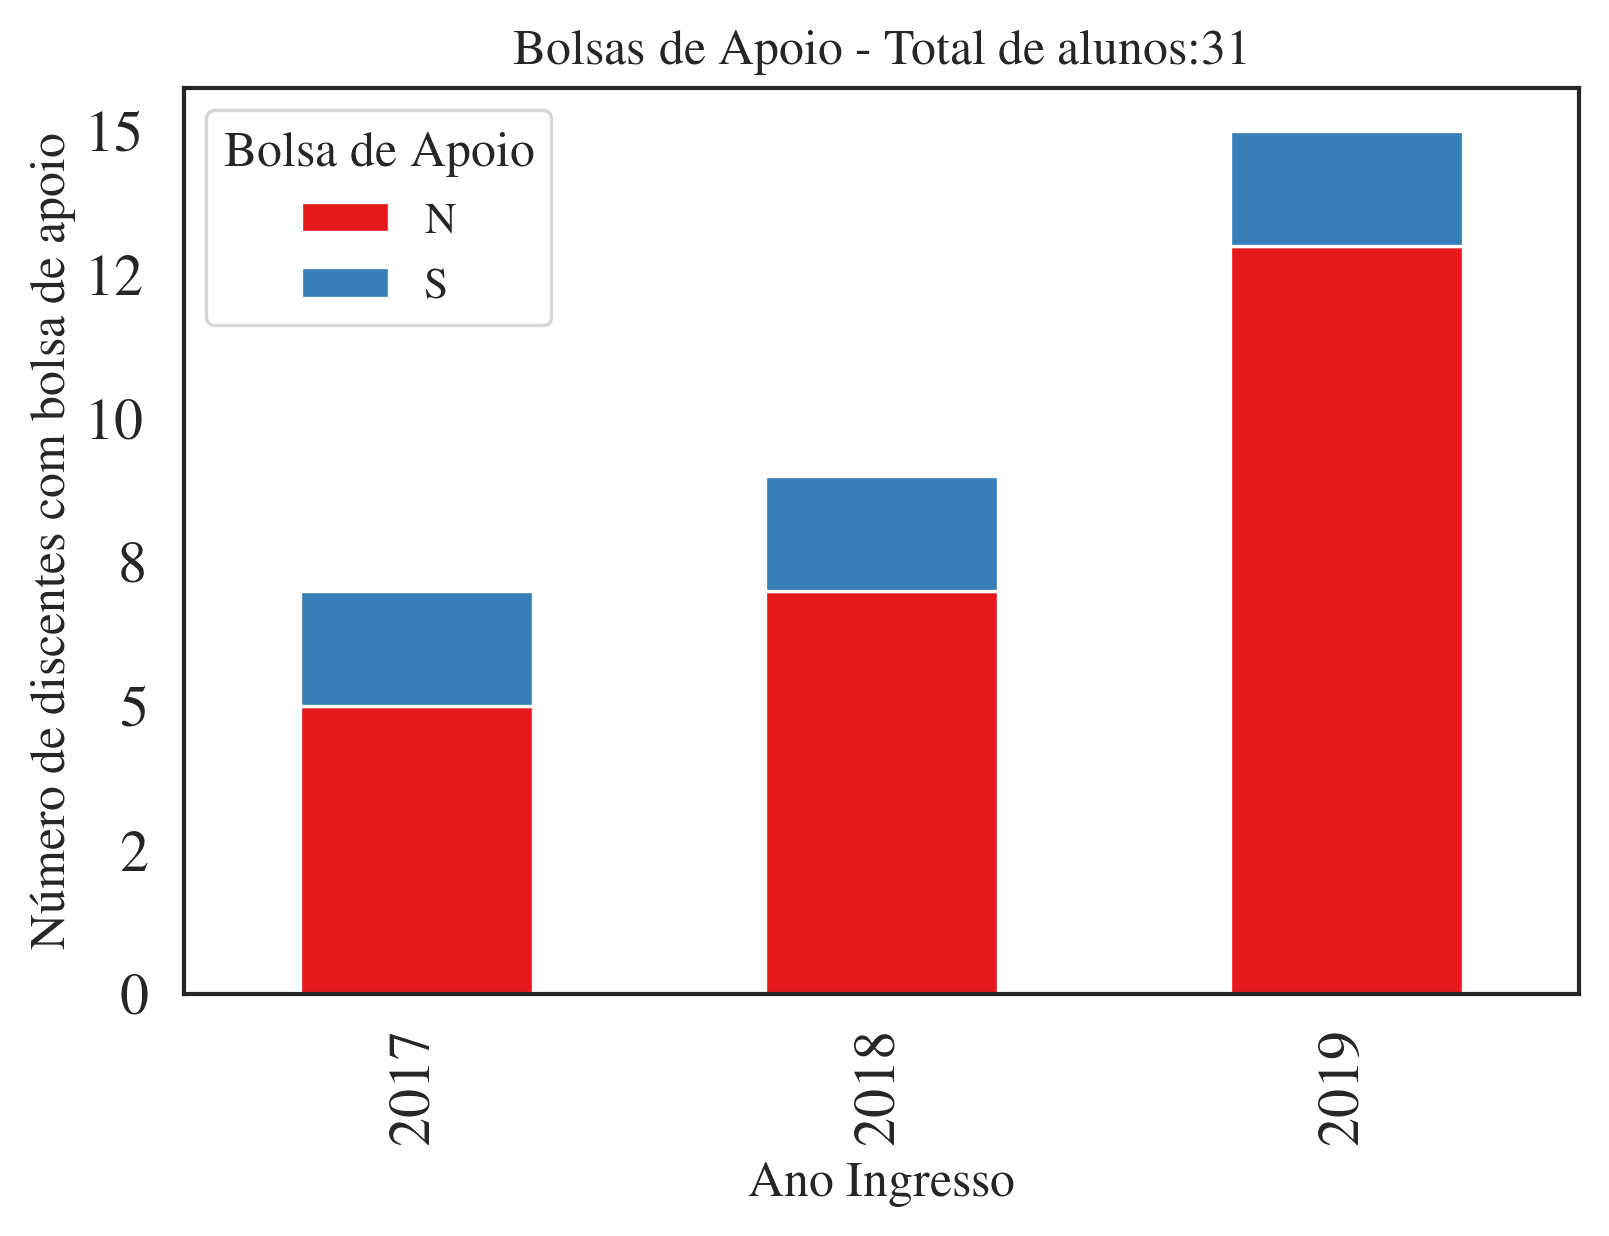 Bolsas de Apoio - Total de alunos:31
Número de discentes com bolsa de apoio
15
12
10
8
5
2
0
Bolsa de Apoio
N
S
2017
2018
2019
Ano Ingresso